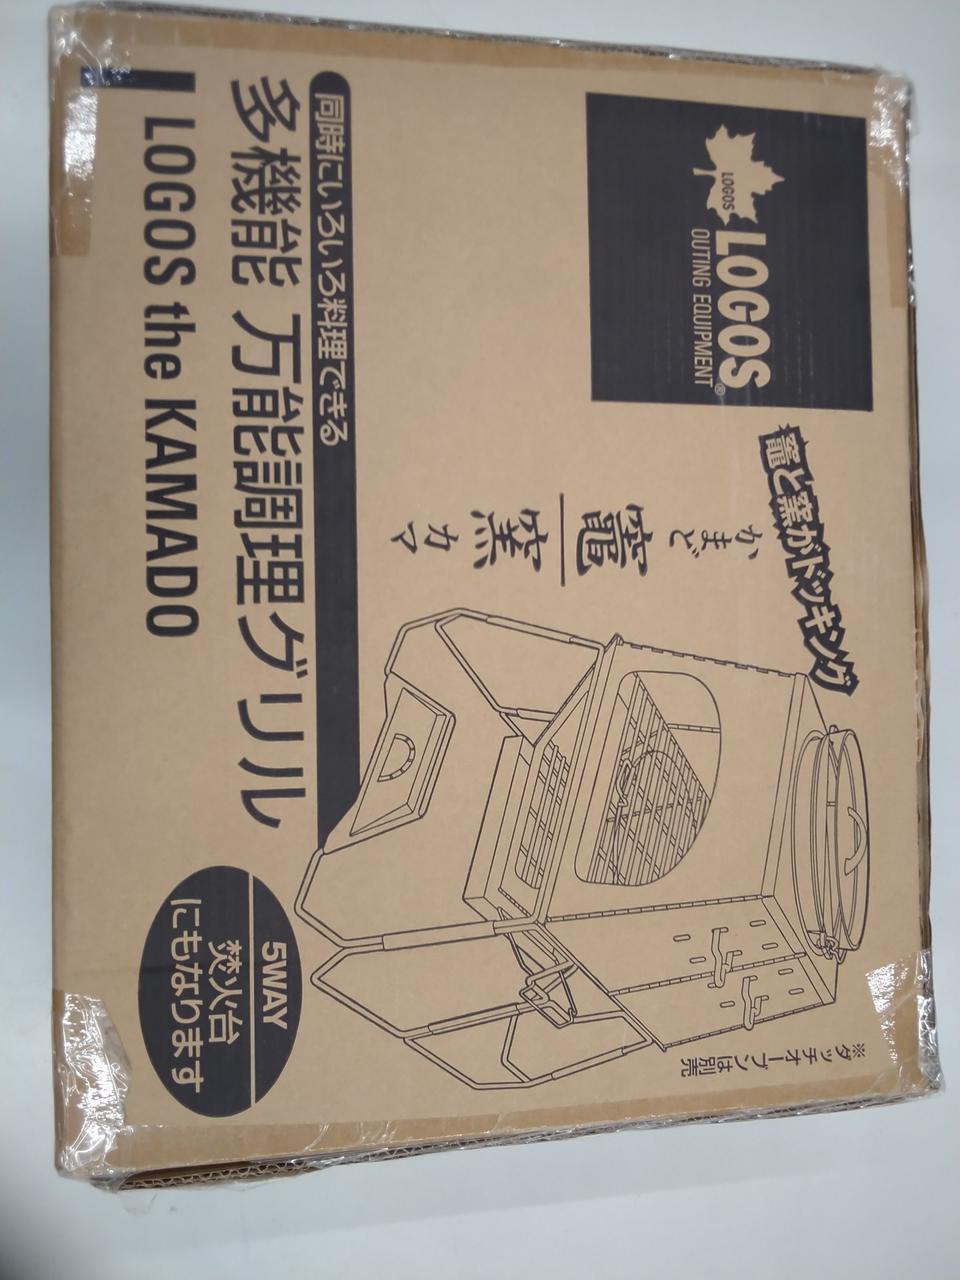 LOGOS
LOGOS®
OUTING EQUIPMENT
竈と窯がドッキング
かまど
竈
窯
カマ
同時にいろいろ料理できる
多機能 万能調理グリル
LOGOS the KAMADO
※ダッチオーブンは別売
5WAY
焚火台
にもなります